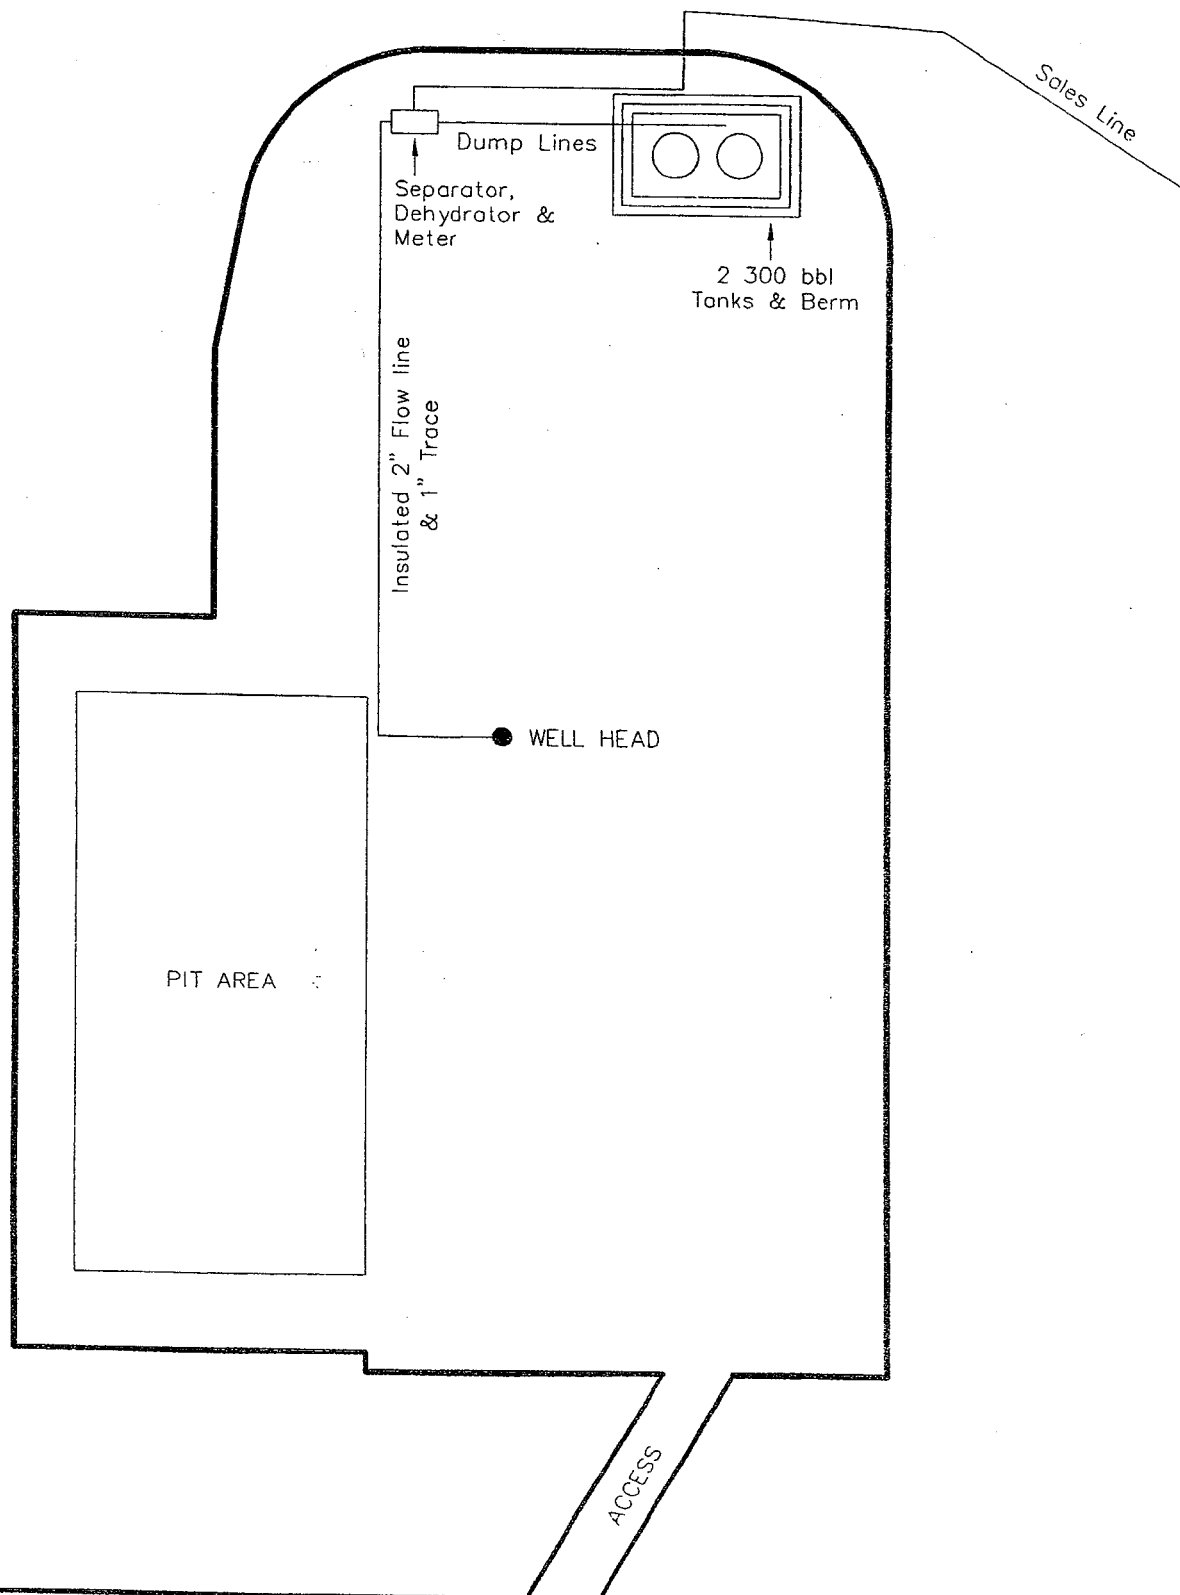 Sales Line
Dump Lines
Separator,
Dehydrator &
Meter
2 300 bbl
Tanks & Berm
Insulated 2" Flow line
& 1" Trace
WELL HEAD
PIT AREA
ACCESS